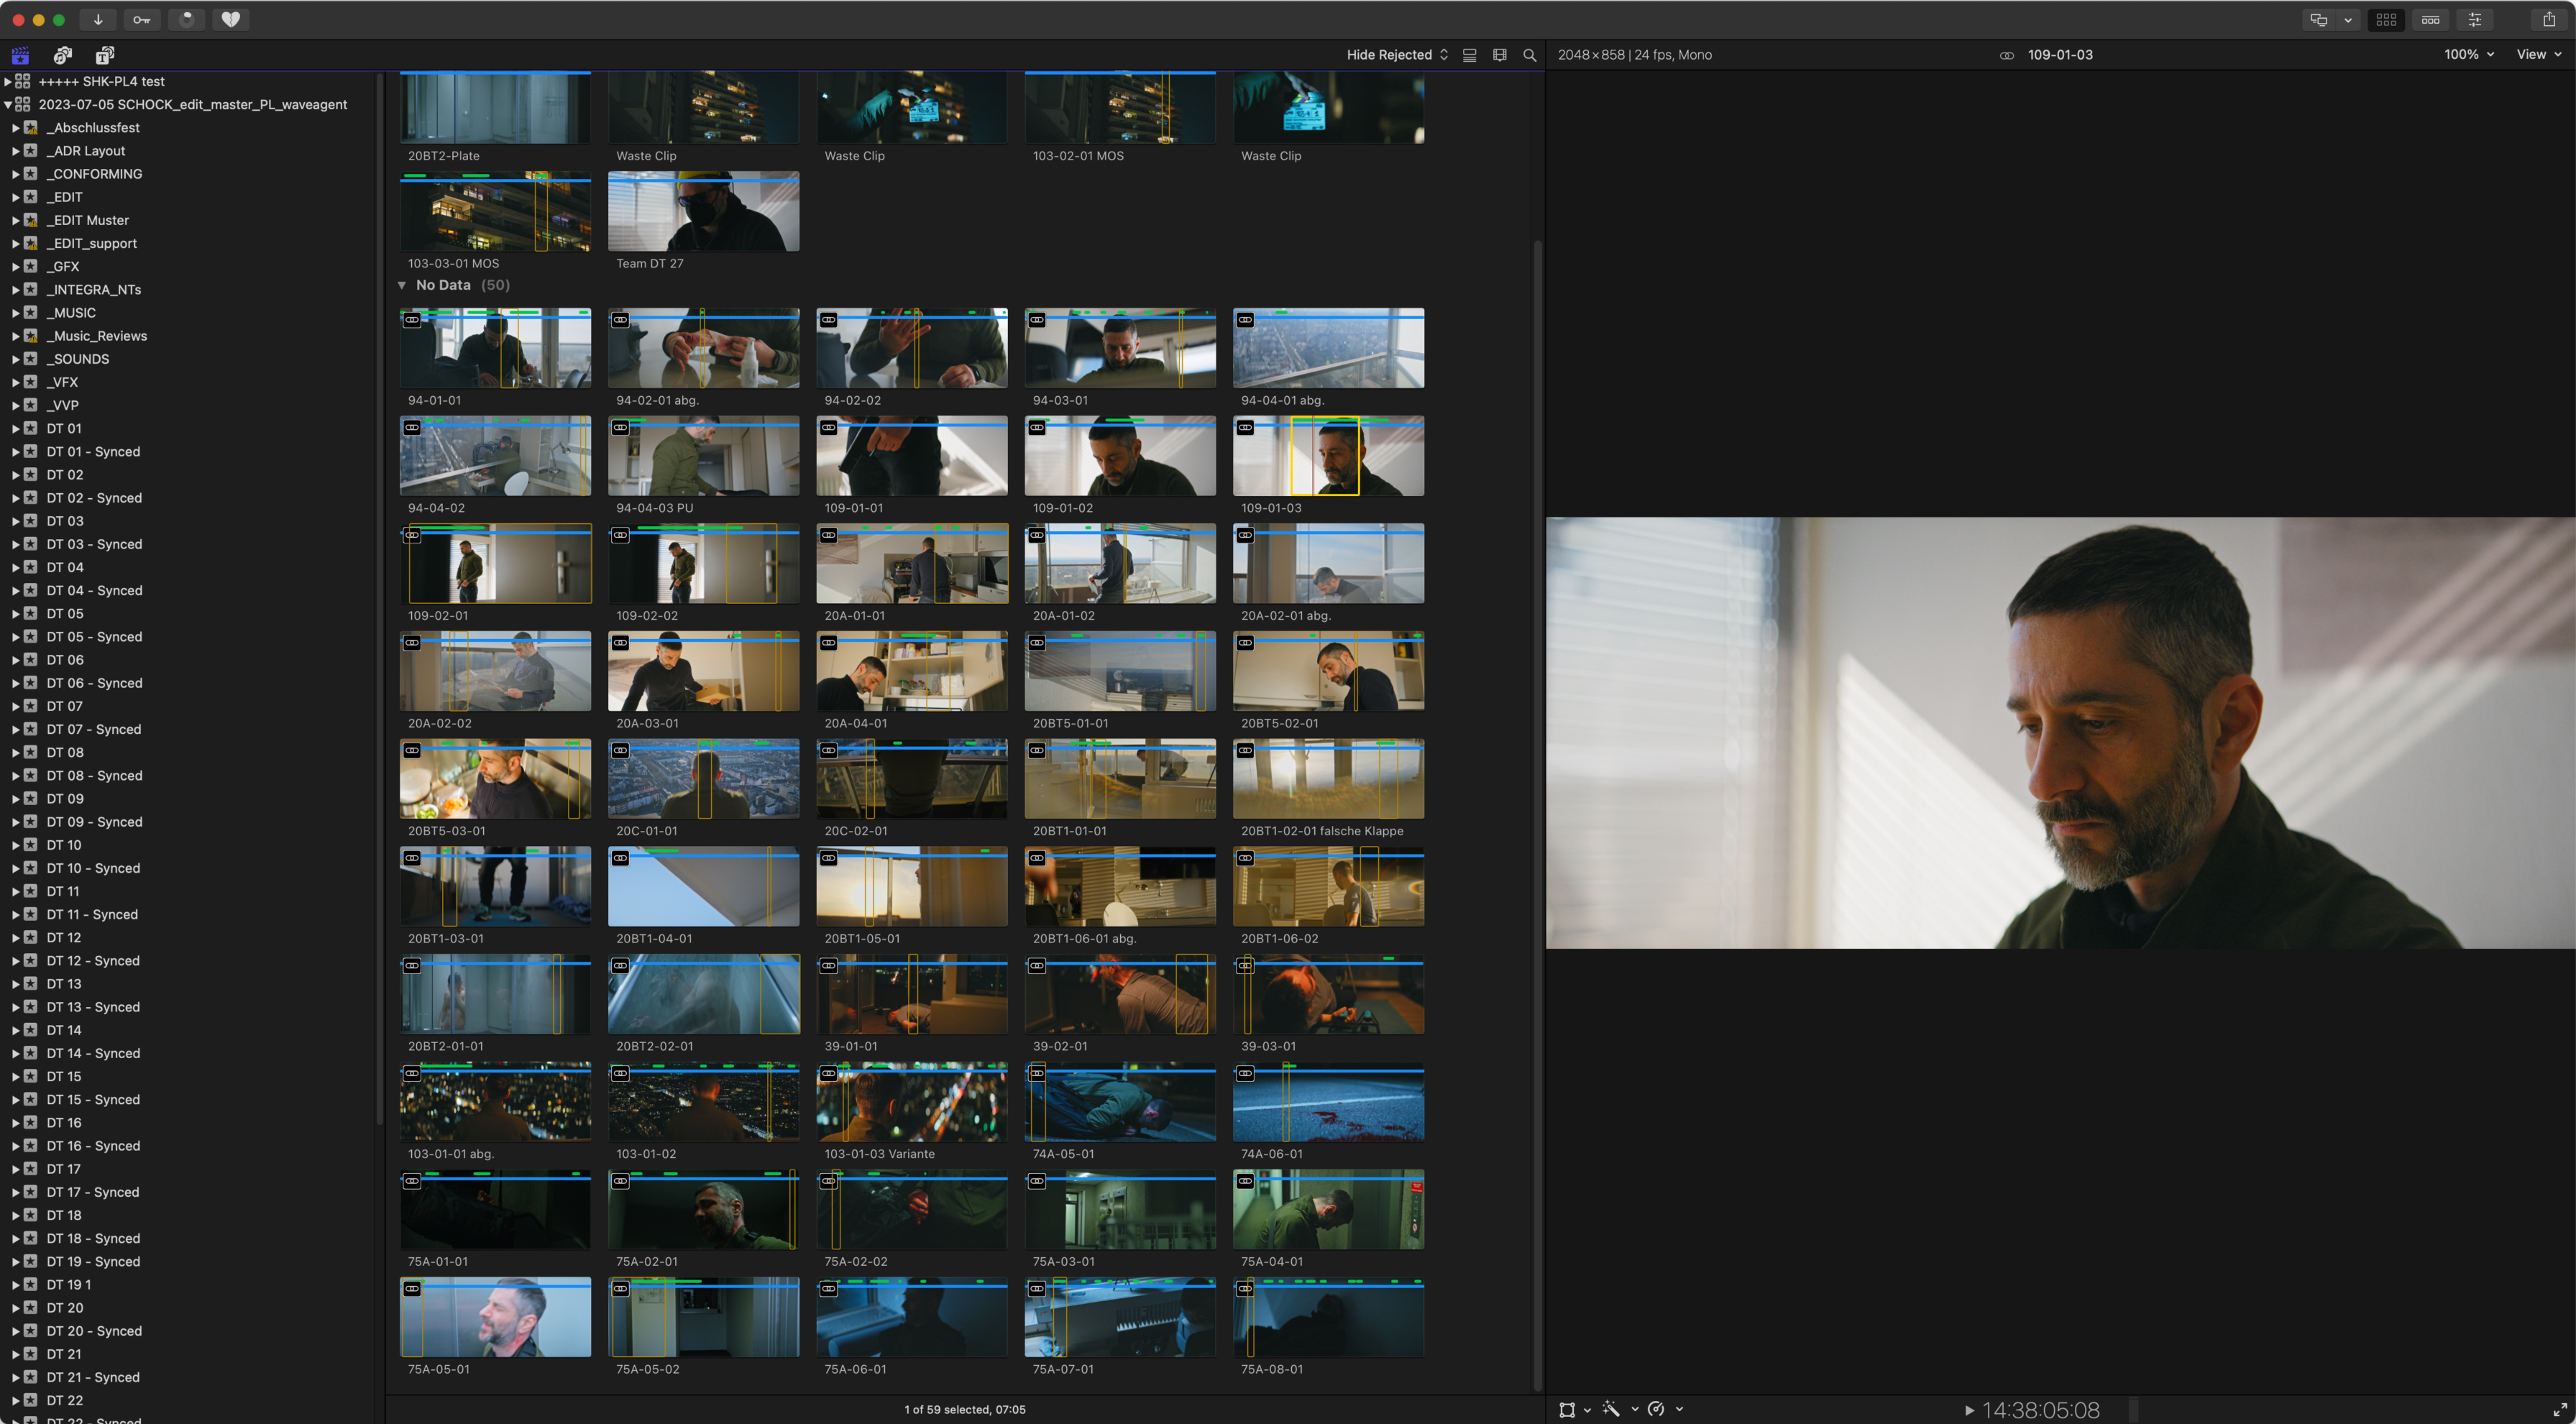 Hide Rejected
2048×858 | 24 fps, Mono
109-01-03
100%
View
+++++ SHK-PL4 test
2023-07-05 SCHOCK_edit_master_PL_waveagent
_Abschlussfest
_ADR Layout
_CONFORMING
_EDIT
_EDIT Muster
_EDIT_support
_GFX
_INTEGRA_NTs
_MUSIC
_Music_Reviews
_SOUNDS
_VFX
_VVP
DT 01
DT 01 - Synced
DT 02
DT 02 - Synced
DT 03
DT 03 - Synced
DT 04
DT 04 - Synced
DT 05
DT 05 - Synced
DT 06
DT 06 - Synced
DT 07
DT 07 - Synced
DT 08
DT 08 - Synced
DT 09
DT 09 - Synced
DT 10
DT 10 - Synced
DT 11
DT 11 - Synced
DT 12
DT 12 - Synced
DT 13
DT 13 - Synced
DT 14
DT 14 - Synced
DT 15
DT 15 - Synced
DT 16
DT 16 - Synced
DT 17
DT 17 - Synced
DT 18
DT 18 - Synced
DT 19 - Synced
DT 19 1
DT 20
DT 20 - Synced
DT 21
DT 21 - Synced
DT 22
DT 22 - Synced
20BT2-Plate Waste Clip Waste Clip 103-02-01 MOS Waste Clip
103-03-01 MOS Team DT 27
No Data (50)
94-01-01 94-02-01 abg. 94-02-02 94-03-01 94-04-01 abg.
94-04-02 94-04-03 PU 109-01-01 109-01-02 109-01-03
109-02-01 109-02-02 20A-01-01 20A-01-02 20A-02-01 abg.
20A-02-02 20A-03-01 20A-04-01 20BT5-01-01 20BT5-02-01
20BT5-03-01 20C-01-01 20C-02-01 20BT1-01-01 20BT1-02-01 falsche Klappe
20BT1-03-01 20BT1-04-01 20BT1-05-01 20BT1-06-01 abg. 20BT1-06-02
20BT2-01-01 20BT2-02-01 39-01-01 39-02-01 39-03-01
103-01-01 abg. 103-01-02 103-01-03 Variante 74A-05-01 74A-06-01
75A-01-01 75A-02-01 75A-02-02 75A-03-01 75A-04-01
75A-05-01 75A-05-02 75A-06-01 75A-07-01 75A-08-01
1 of 59 selected, 07:05
14:38:05:08